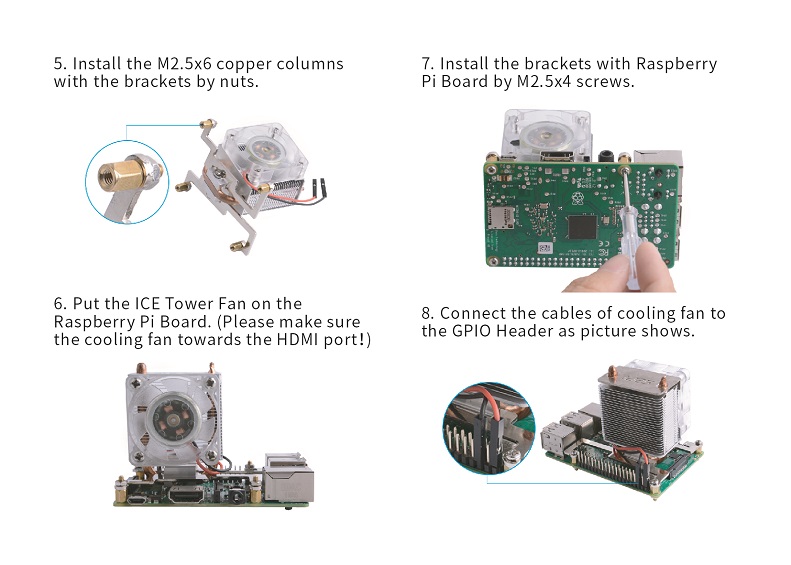 5. Install the M2.5x6 copper columns
with the brackets by nuts.
6. Put the ICE Tower Fan on the
Raspberry Pi Board. (Please make sure
the cooling fan towards the HDMI port!)
7. Install the brackets with Raspberry
Pi Board by M2.5x4 screws.
8. Connect the cables of cooling fan to
the GPIO Header as picture shows.